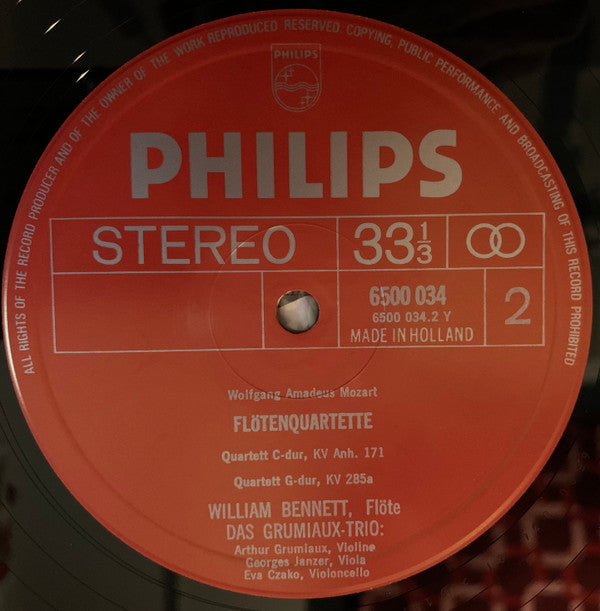 ALL RIGHTS OF THE RECORD PRODUCER AND OF THE OWNER OF THE WORK REPRODUCED RESERVED. COPYING, PUBLIC PERFORMANCE AND BROADCASTING OF THIS RECORD PROHIBITED
PHILIPS
PHILIPS
STEREO 33 1/3
6500 034
6500 034.2 Y
MADE IN HOLLAND
2
Wolfgang Amadeus Mozart
FLÖTENQUARTETTE
Quartett C-dur, KV Anh. 171
Quartett G-dur, KV 285a
WILLIAM BENNETT, Flöte
DAS GRUMIAUX-TRIO:
Arthur Grumiaux, Violine
Georges Janzer, Viola
Eva Czako, Violoncello